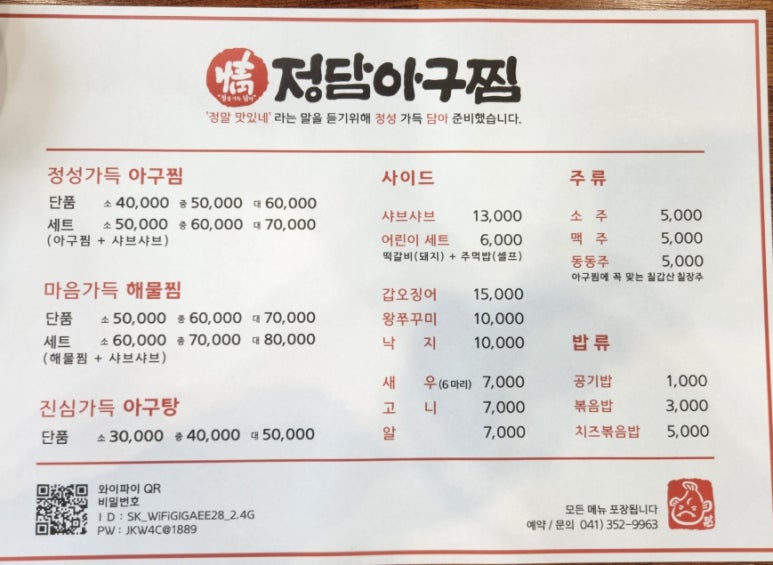 情 정담아구찜
"정성 가득 담아"
'정말 맛있네' 라는 말을 듣기위해 정성 가득 담아 준비했습니다.
정성가득 아구찜
단품 소 40,000 중 50,000 대 60,000
세트 소 50,000 중 60,000 대 70,000
(아구찜 + 샤브샤브)
마음가득 해물찜
단품 소 50,000 중 60,000 대 70,000
세트 소 60,000 중 70,000 대 80,000
(해물찜 + 샤브샤브)
진심가득 아구탕
단품 소 30,000 중 40,000 대 50,000
사이드
샤브샤브 13,000
어린이 세트 6,000
떡갈비(돼지) + 주먹밥(셀프)
갑오징어 15,000
왕쭈꾸미 10,000
낙 지 10,000
새 우(6마리) 7,000
고 니 7,000
알 7,000
주 류
소 주 5,000
맥 주 5,000
동동주 5,000
아구찜에 꼭 맞는 칠갑산 칠장주
밥 류
공기밥 1,000
볶음밥 3,000
치즈볶음밥 5,000
와이파이 QR
비밀번호
I D : SK_WiFiGIGAEE28_2.4G
PW : JKW4C@1889
모든 메뉴 포장됩니다
예약 / 문의 041) 352-9963